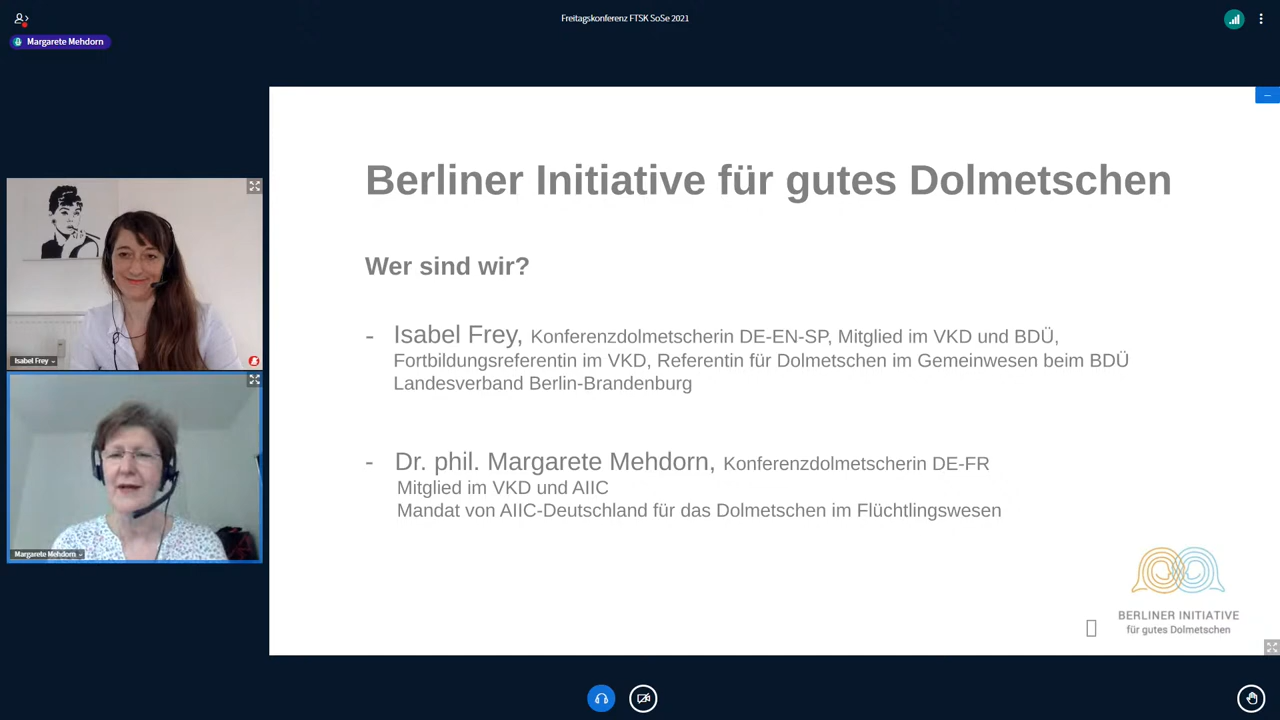 Freitagskonferenz FTSK SoSe 2021
Margarete Mehdorn
Isabel Frey
Margarete Mehdorn
Berliner Initiative für gutes Dolmetschen
Wer sind wir?
- Isabel Frey, Konferenzdolmetscherin DE-EN-SP, Mitglied im VKD und BDÜ,
Fortbildungsreferentin im VKD, Referentin für Dolmetschen im Gemeinwesen beim BDÜ
Landesverband Berlin-Brandenburg
- Dr. phil. Margarete Mehdorn, Konferenzdolmetscherin DE-FR
Mitglied im VKD und AIIC
Mandat von AIIC-Deutschland für das Dolmetschen im Flüchtlingswesen
BERLINER INITIATIVE
für gutes Dolmetschen